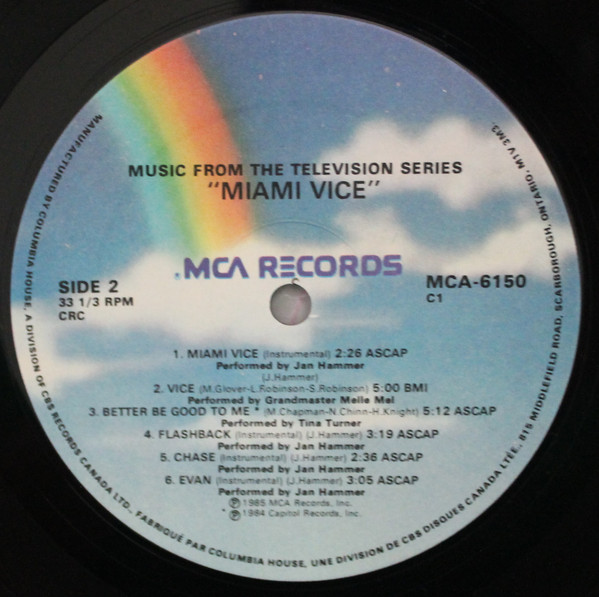 MUSIC FROM THE TELEVISION SERIES
"MIAMI VICE"
MCA RECORDS
SIDE 2
33 1/3 RPM
CRC
MCA-6150
C1
1. MIAMI VICE (Instrumental) 2:26 ASCAP
Performed by Jan Hammer
(J.Hammer)
2. VICE (M.Glover-L.Robinson-S.Robinson) 5:00 BMI
Performed by Grandmaster Melle Mel
3. BETTER BE GOOD TO ME * (M.Chapman-N.Chinn-H.Knight) 5:12 ASCAP
Performed by Tina Turner
4. FLASHBACK (Instrumental) (J.Hammer) 3:19 ASCAP
Performed by Jan Hammer
5. CHASE (Instrumental) (J.Hammer) 2:36 ASCAP
Performed by Jan Hammer
6. EVAN (Instrumental) (J.Hammer) 3:05 ASCAP
Performed by Jan Hammer
℗ 1985 MCA Records, Inc.
* ℗ 1984 Capitol Records, Inc.
MANUFACTURED BY COLUMBIA HOUSE, A DIVISION OF CBS RECORDS CANADA LTD., FABRIQUÉ PAR COLUMBIA HOUSE, UNE DIVISION DE CBS DISQUES CANADA LTÉE., 815 MIDDLEFIELD ROAD, SCARBOROUGH, ONTARIO, M1V 3M3.